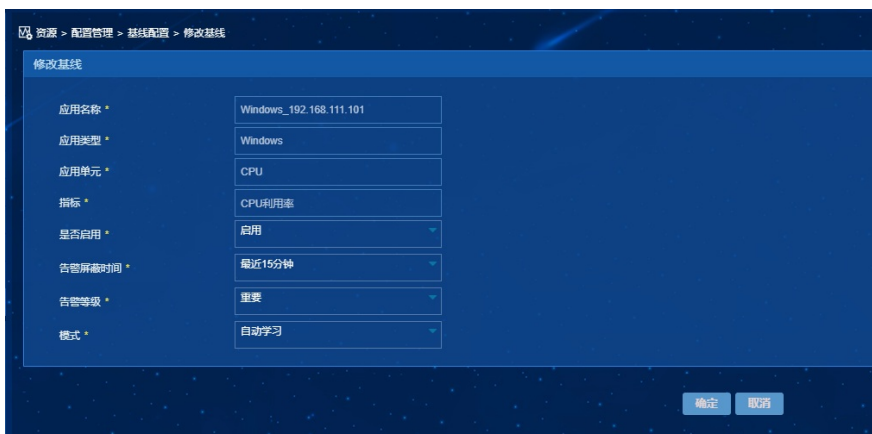 资源 > 配置管理 > 基线配置 > 修改基线
修改基线
应用名称 * Windows_192.168.111.101
应用类型 * Windows
应用单元 * CPU
指标 * CPU利用率
是否启用 * 启用
告警屏蔽时间 * 最近15分钟
告警等级 * 重要
模式 * 自动学习
确定 取消